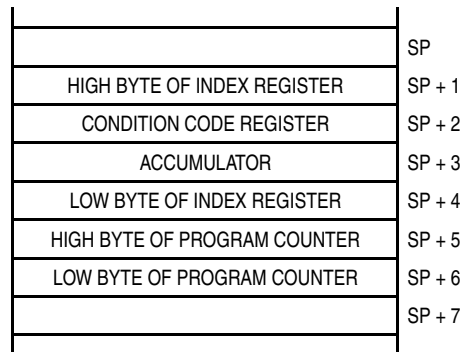 SP
HIGH BYTE OF INDEX REGISTER SP + 1
CONDITION CODE REGISTER SP + 2
ACCUMULATOR SP + 3
LOW BYTE OF INDEX REGISTER SP + 4
HIGH BYTE OF PROGRAM COUNTER SP + 5
LOW BYTE OF PROGRAM COUNTER SP + 6
SP + 7